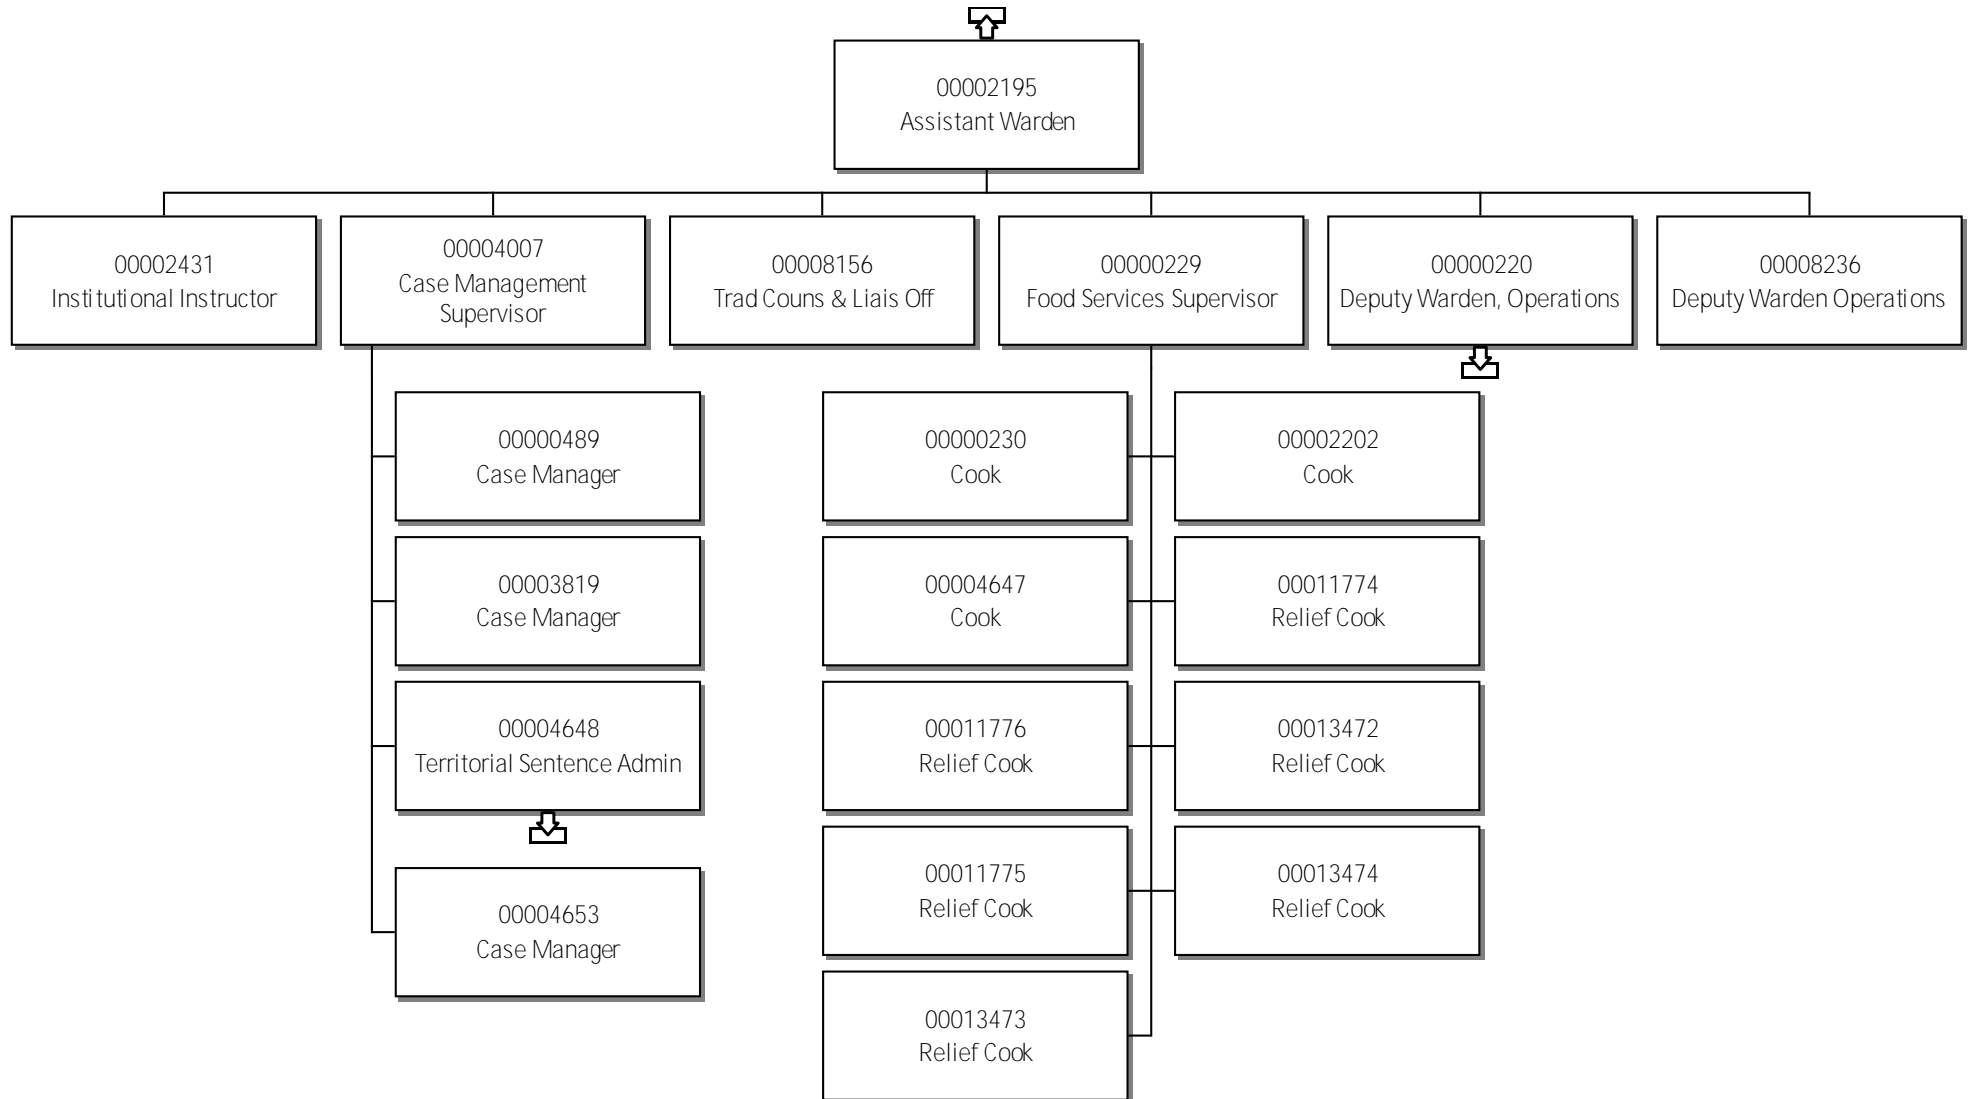 00002195
Assistant Warden
00002431
Institutional Instructor
00004007
Case Management
Supervisor
00008156
Trad Couns & Liais Off
00000229
Food Services Supervisor
00000220
Deputy Warden, Operations
00008236
Deputy Warden Operations
00000489
Case Manager
00003819
Case Manager
00004648
Territorial Sentence Admin
00004653
Case Manager
00000230
Cook
00002202
Cook
00004647
Cook
00011774
Relief Cook
00011776
Relief Cook
00013472
Relief Cook
00011775
Relief Cook
00013474
Relief Cook
00013473
Relief Cook